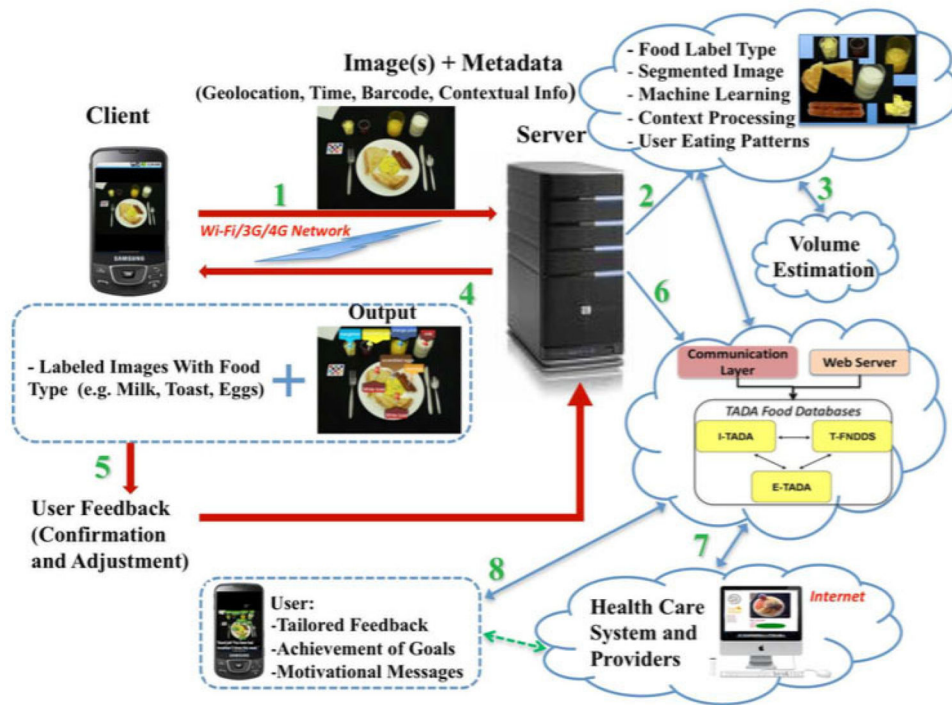 Image(s) + Metadata
(Geolocation, Time, Barcode, Contextual Info)
Client
SAMSUNG
1
Wi-Fi/3G/4G Network
Server
2
- Food Label Type
- Segmented Image
- Machine Learning
- Context Processing
- User Eating Patterns
3
Volume
Estimation
4
Output
- Labeled Images With Food
Type (e.g. Milk, Toast, Eggs)
+
5
User Feedback
(Confirmation
and Adjustment)
6
Communication
Layer
Web Server
TADA Food Databases
I-TADA
T-FNDDS
E-TADA
7
8
User:
-Tailored Feedback
-Achievement of Goals
-Motivational Messages
Health Care
System and
Providers
Internet